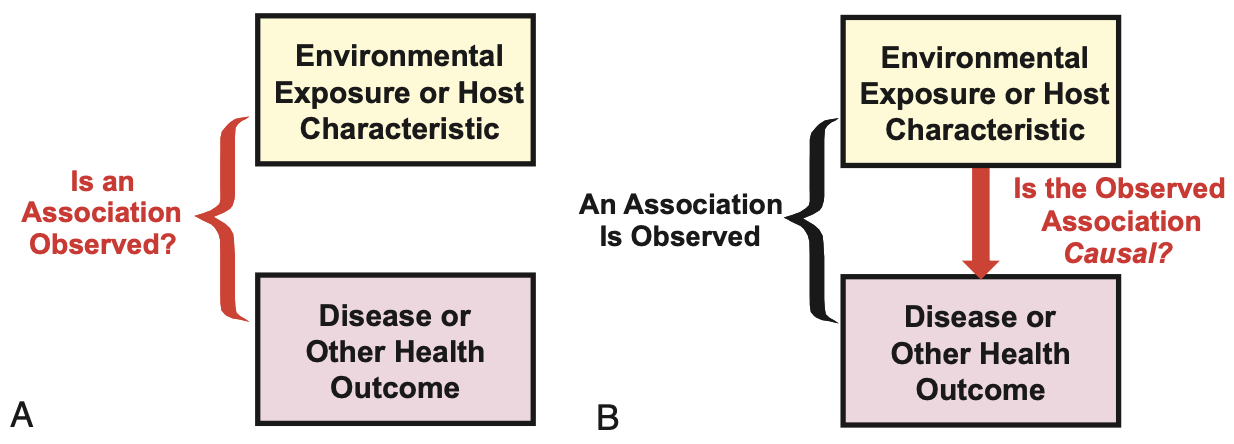 Environmental
Exposure or Host
Characteristic
Is an
Association
Observed?
Disease or
Other Health
Outcome
A
Environmental
Exposure or Host
Characteristic
An Association
Is Observed
Is the Observed
Association
Causal?
Disease or
Other Health
Outcome
B